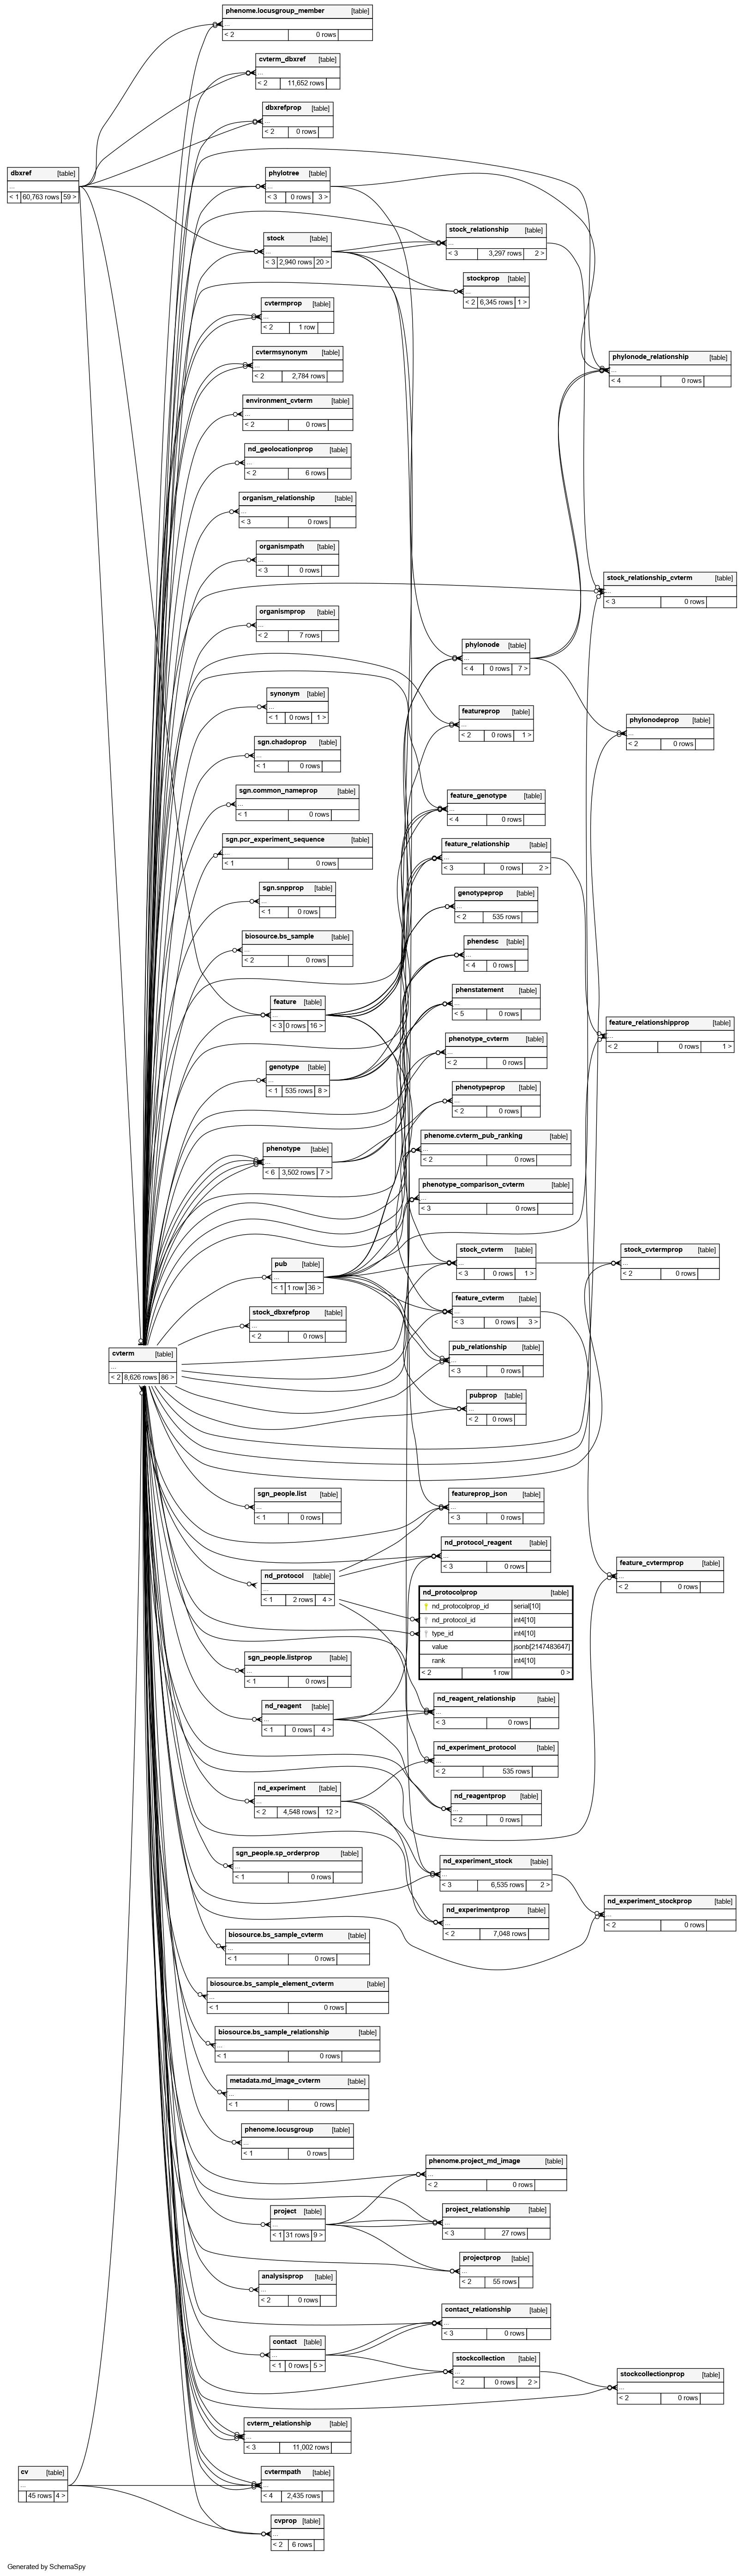 phenome.locusgroup_member [table]
...
< 2 0 rows
cvterm_dbxref [table]
...
< 2 11,652 rows
dbxrefprop [table]
...
< 2 0 rows
dbxref [table]
...
< 1 60,763 rows 59 >
phylotree [table]
...
< 3 0 rows 3 >
stock [table]
...
< 3 2,940 rows 20 >
stock_relationship [table]
...
< 3 3,297 rows 2 >
stockprop [table]
...
< 2 6,345 rows 1 >
cvtermprop [table]
...
< 2 1 row
cvtermsynonym [table]
...
< 2 2,784 rows
phylonode_relationship [table]
...
< 4 0 rows
environment_cvterm [table]
...
< 2 0 rows
nd_geolocationprop [table]
...
< 2 6 rows
organism_relationship [table]
...
< 3 0 rows
organismpath [table]
...
< 3 0 rows
stock_relationship_cvterm [table]
...
< 3 0 rows
organismprop [table]
...
< 2 7 rows
phylonode [table]
...
< 4 0 rows 7 >
synonym [table]
...
< 1 0 rows 1 >
featureprop [table]
...
< 2 0 rows 1 >
phylonodeprop [table]
...
< 2 0 rows
sgn.chadoprop [table]
...
< 1 0 rows
sgn.common_nameprop [table]
...
< 1 0 rows
feature_genotype [table]
...
< 4 0 rows
sgn.pcr_experiment_sequence [table]
...
< 1 0 rows
feature_relationship [table]
...
< 3 0 rows 2 >
sgn.snpprop [table]
...
< 1 0 rows
genotypeprop [table]
...
< 2 535 rows
biosource.bs_sample [table]
...
< 2 0 rows
phendesc [table]
...
< 4 0 rows
feature [table]
...
< 3 0 rows 16 >
phenstatement [table]
...
< 5 0 rows
feature_relationshipprop [table]
...
< 2 0 rows 1 >
phenotype_cvterm [table]
...
< 2 0 rows
genotype [table]
...
< 1 535 rows 8 >
phenotypeprop [table]
...
< 2 0 rows
phenotype [table]
...
< 6 3,502 rows 7 >
phenome.cvterm_pub_ranking [table]
...
< 2 0 rows
phenotype_comparison_cvterm [table]
...
< 3 0 rows
pub [table]
...
< 1 1 row 36 >
stock_cvterm [table]
...
< 3 0 rows 1 >
stock_cvtermprop [table]
...
< 2 0 rows
stock_dbxrefprop [table]
...
< 2 0 rows
feature_cvterm [table]
...
< 3 0 rows 3 >
cvterm [table]
...
< 2 8,626 rows 86 >
pub_relationship [table]
...
< 3 0 rows
pubprop [table]
...
< 2 0 rows
sgn_people.list [table]
...
< 1 0 rows
featureprop_json [table]
...
< 3 0 rows
nd_protocol_reagent [table]
...
< 3 0 rows
nd_protocol [table]
...
< 1 2 rows 4 >
feature_cvtermprop [table]
...
< 2 0 rows
nd_protocolprop [table]
nd_protocolprop_id serial[10]
nd_protocol_id int4[10]
type_id int4[10]
value jsonb[2147483647]
rank int4[10]
< 2 1 row 0 >
sgn_people.listprop [table]
...
< 1 0 rows
nd_reagent [table]
...
< 1 0 rows 4 >
nd_reagent_relationship [table]
...
< 3 0 rows
nd_experiment_protocol [table]
...
< 2 535 rows
nd_experiment [table]
...
< 2 4,548 rows 12 >
nd_reagentprop [table]
...
< 2 0 rows
sgn_people.sp_orderprop [table]
...
< 1 0 rows
nd_experiment_stock [table]
...
< 3 6,535 rows 2 >
nd_experimentprop [table]
...
< 2 7,048 rows
nd_experiment_stockprop [table]
...
< 2 0 rows
biosource.bs_sample_cvterm [table]
...
< 1 0 rows
biosource.bs_sample_element_cvterm [table]
...
< 1 0 rows
biosource.bs_sample_relationship [table]
...
< 1 0 rows
metadata.md_image_cvterm [table]
...
< 1 0 rows
phenome.locusgroup [table]
...
< 1 0 rows
phenome.project_md_image [table]
...
< 2 0 rows
project [table]
...
< 1 31 rows 9 >
project_relationship [table]
...
< 3 27 rows
projectprop [table]
...
< 2 55 rows
analysisprop [table]
...
< 2 0 rows
contact_relationship [table]
...
< 3 0 rows
contact [table]
...
< 1 0 rows 5 >
stockcollection [table]
...
< 2 0 rows 2 >
stockcollectionprop [table]
...
< 2 0 rows
cvterm_relationship [table]
...
< 3 11,002 rows
cv [table]
...
45 rows 4 >
cvtermpath [table]
...
< 4 2,435 rows
cvprop [table]
...
< 2 6 rows
Generated by SchemaSpy